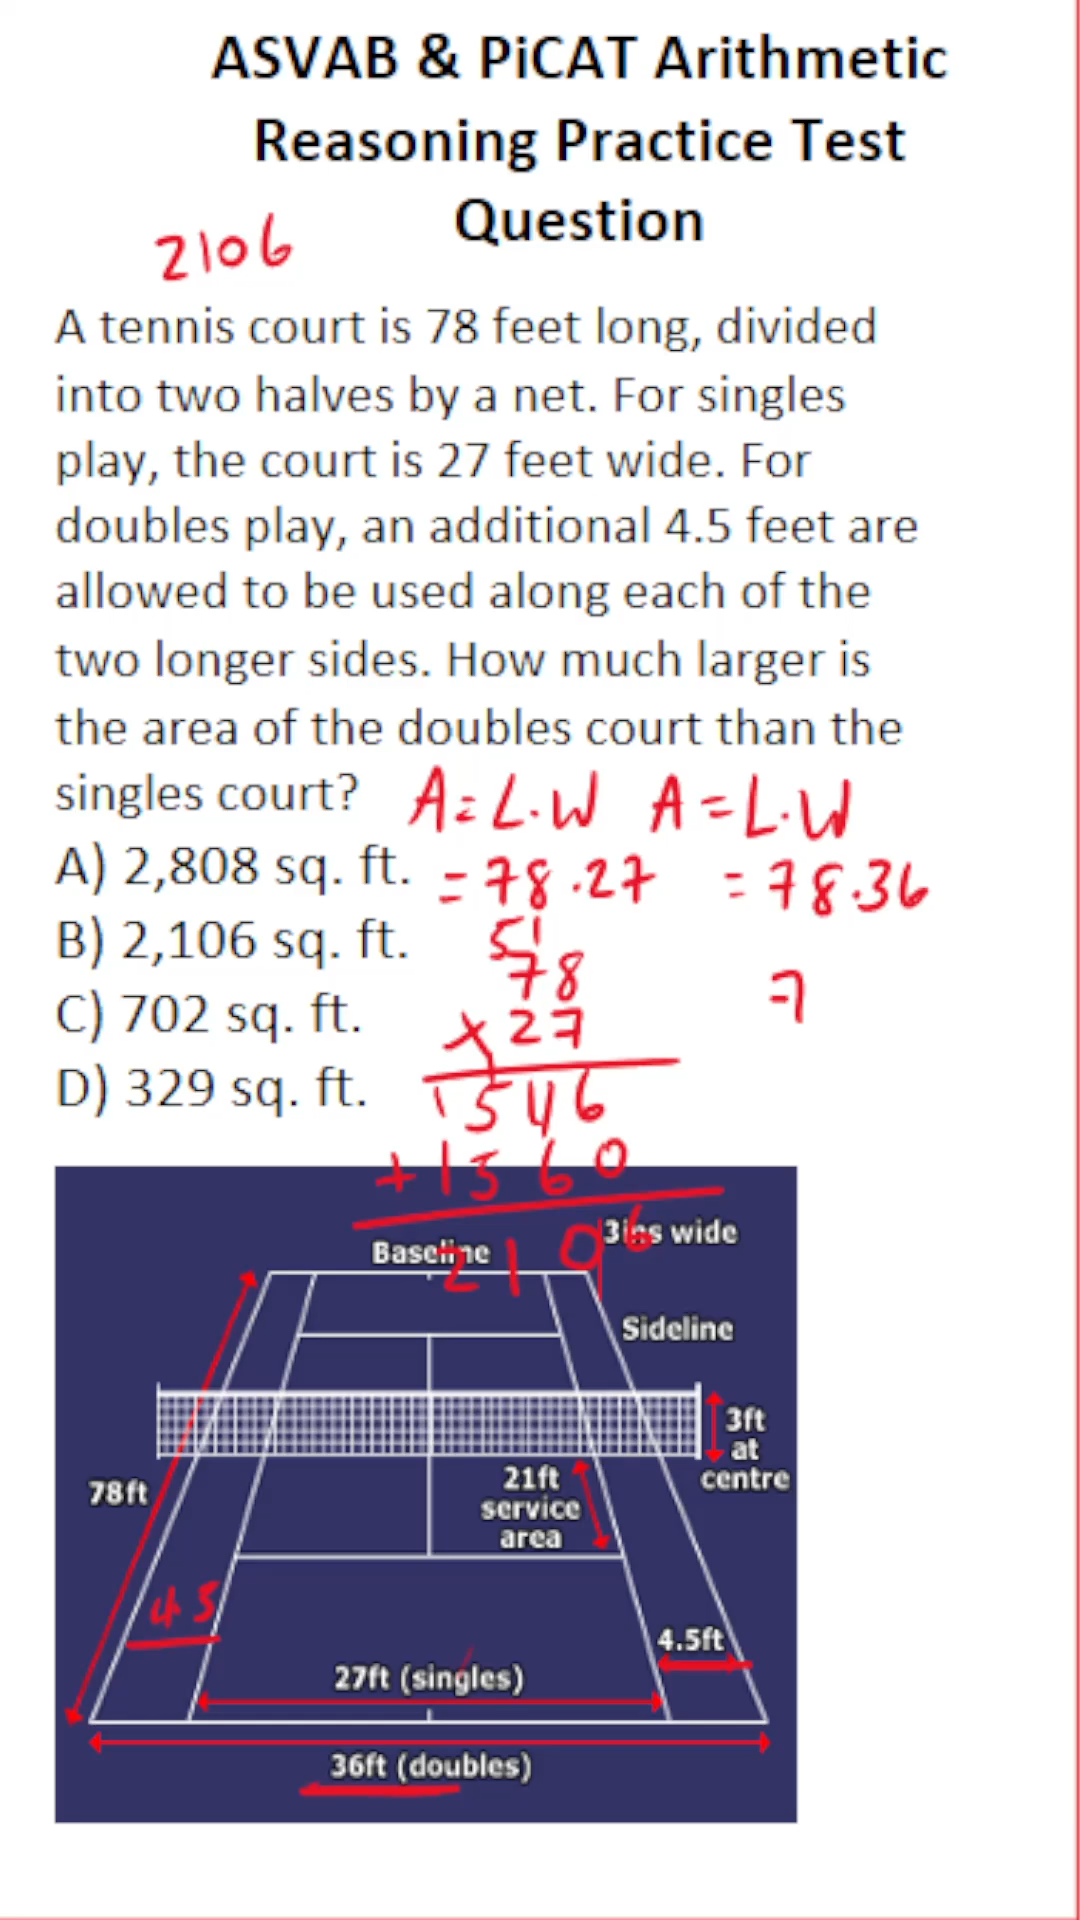 ASVAB & PiCAT Arithmetic
Reasoning Practice Test
Question
2106
A tennis court is 78 feet long, divided
into two halves by a net. For singles
play, the court is 27 feet wide. For
doubles play, an additional 4.5 feet are
allowed to be used along each of the
two longer sides. How much larger is
the area of the doubles court than the
singles court?
A=L.W A=L.W
A) 2,808 sq. ft.
=78.27 =78.36
B) 2,106 sq. ft.
51
78
C) 702 sq. ft.
x27
D) 329 sq. ft.
1546
+1560
2106
3ins wide
Baseline
Sideline
3ft
at
centre
78ft
21ft
service
area
4.5ft
27ft (singles)
36ft (doubles)